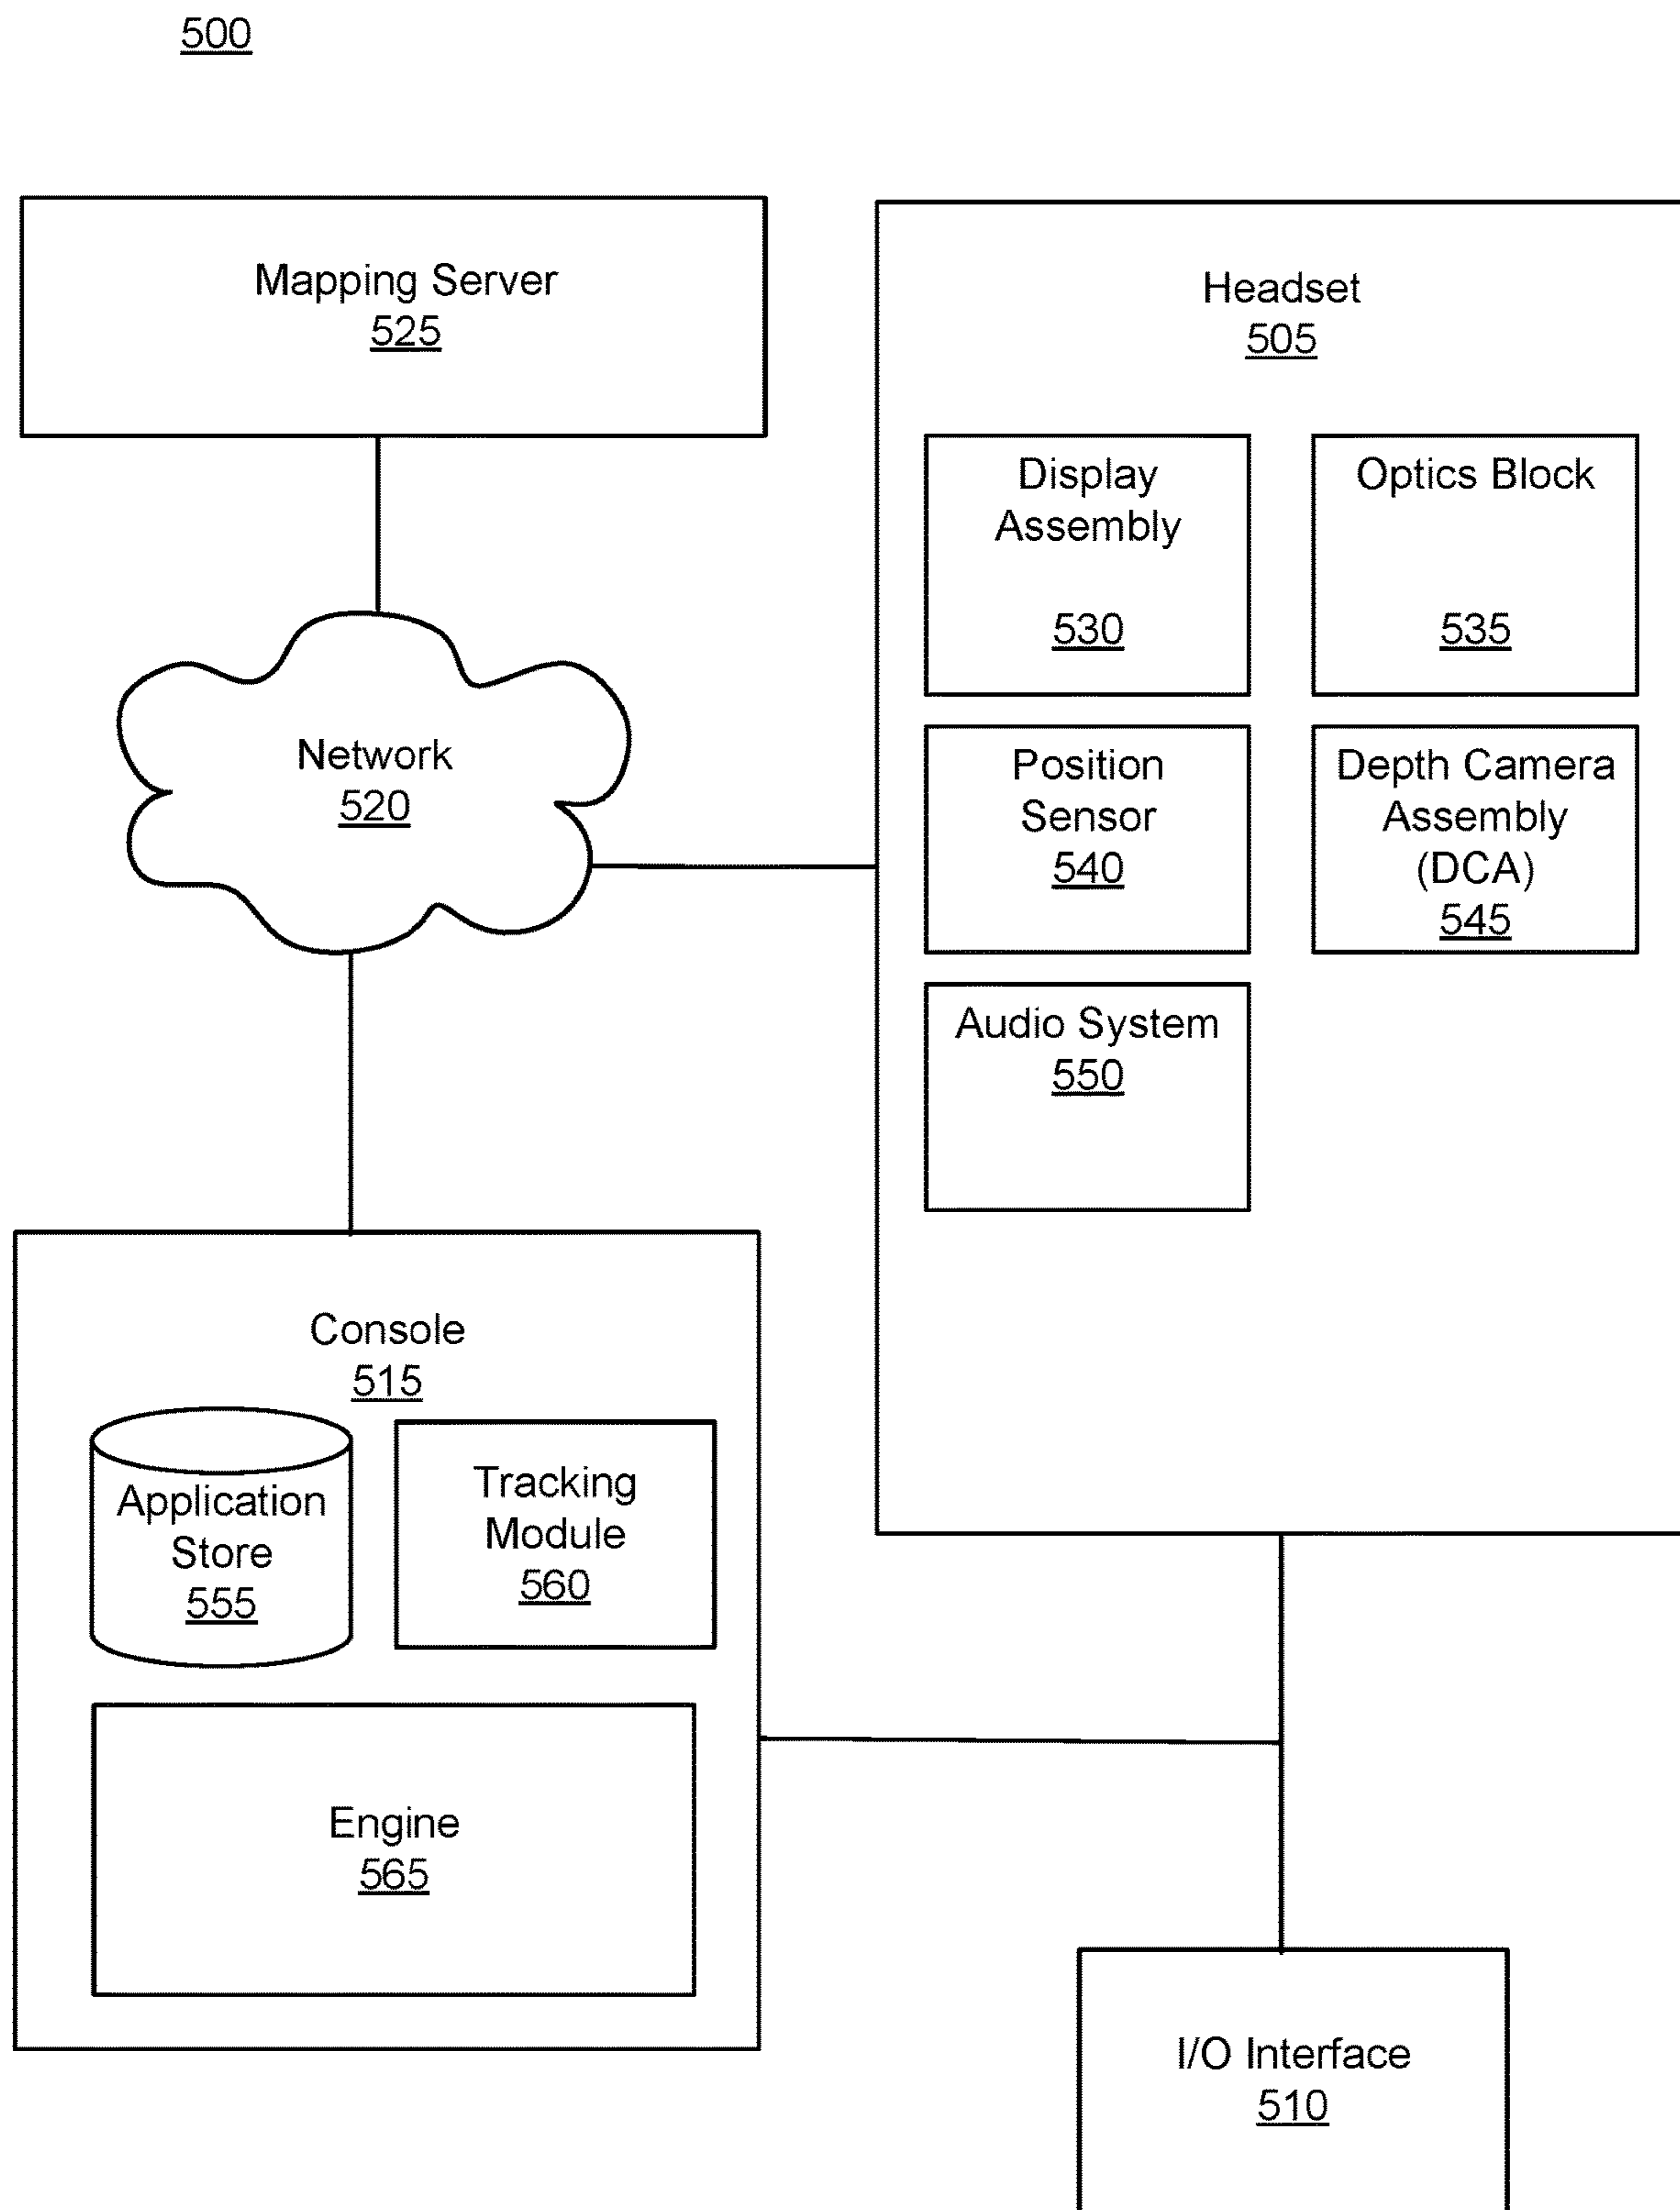 500
Mapping Server
525
Headset
505
Display
Assembly
530
Optics Block
535
Network
520
Position
Sensor
540
Depth Camera
Assembly
(DCA)
545
Audio System
550
Console
515
Application
Store
555
Tracking
Module
560
Engine
565
I/O Interface
510